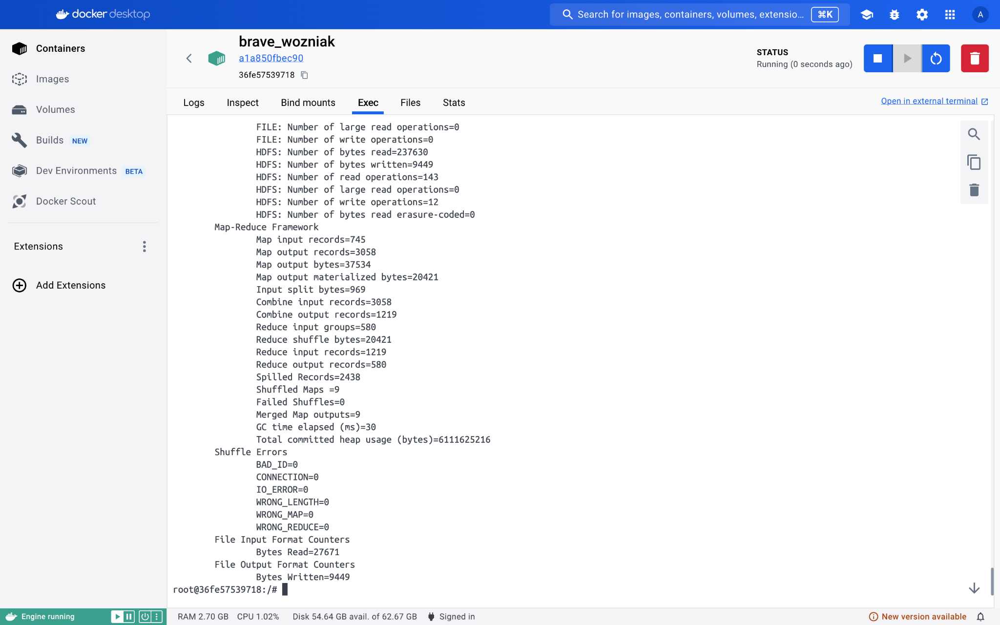 docker desktop
Search for images, containers, volumes, extensio... ⌘K
A
Containers
Images
Volumes
Builds NEW
Dev Environments BETA
Docker Scout
Extensions
Add Extensions
brave_wozniak
a1a850fbec90
36fe57539718
STATUS
Running (0 seconds ago)
Logs Inspect Bind mounts Exec Files Stats
Open in external terminal
FILE: Number of large read operations=0
FILE: Number of write operations=0
HDFS: Number of bytes read=237630
HDFS: Number of bytes written=9449
HDFS: Number of read operations=143
HDFS: Number of large read operations=0
HDFS: Number of write operations=12
HDFS: Number of bytes read erasure-coded=0
Map-Reduce Framework
Map input records=745
Map output records=3058
Map output bytes=37534
Map output materialized bytes=20421
Input split bytes=969
Combine input records=3058
Combine output records=1219
Reduce input groups=580
Reduce shuffle bytes=20421
Reduce input records=1219
Reduce output records=580
Spilled Records=2438
Shuffled Maps =9
Failed Shuffles=0
Merged Map outputs=9
GC time elapsed (ms)=30
Total committed heap usage (bytes)=6111625216
Shuffle Errors
BAD_ID=0
CONNECTION=0
IO_ERROR=0
WRONG_LENGTH=0
WRONG_MAP=0
WRONG_REDUCE=0
File Input Format Counters
Bytes Read=27671
File Output Format Counters
Bytes Written=9449
root@36fe57539718:/#
Engine running
RAM 2.70 GB CPU 1.02% Disk 54.64 GB avail. of 62.67 GB Signed in
New version available